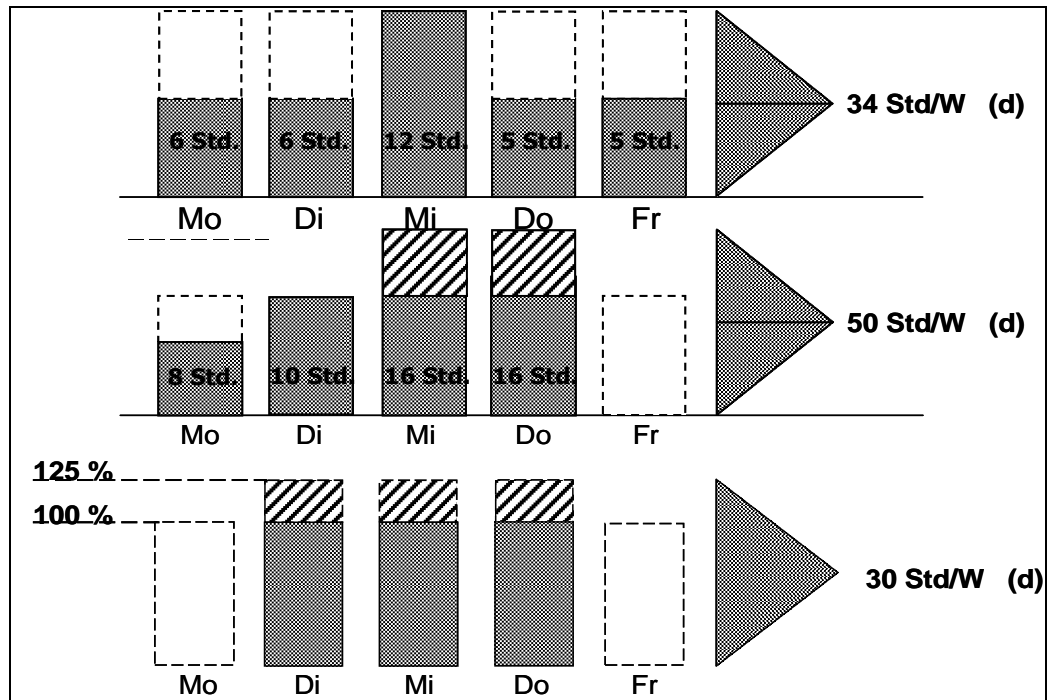 6 Std. 6 Std. 12 Std. 5 Std. 5 Std. 34 Std/W (d)
Mo Di Mi Do Fr
8 Std. 10 Std. 16 Std. 16 Std. 50 Std/W (d)
Mo Di Mi Do Fr
125 %
100 %
30 Std/W (d)
Mo Di Mi Do Fr